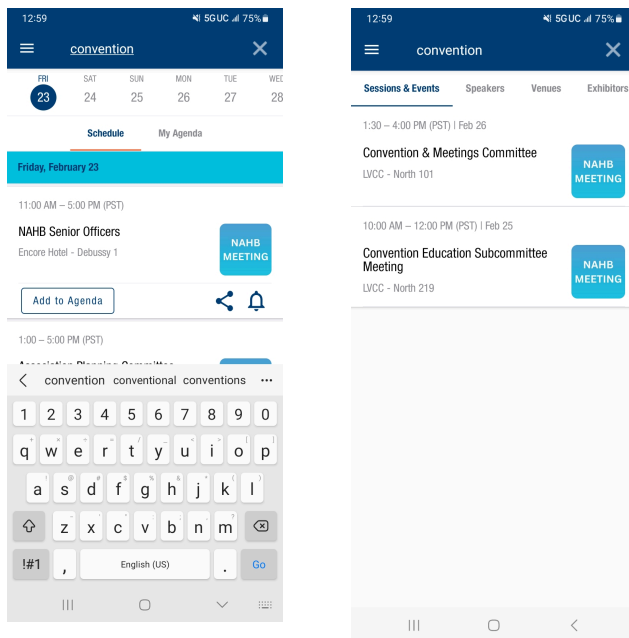 12:59
5GUC 75%
convention
FRI SAT SUN MON TUE WED
23 24 25 26 27 28
Schedule My Agenda
Friday, February 23
11:00 AM – 5:00 PM (PST)
NAHB Senior Officers
Encore Hotel - Debussy 1
NAHB
MEETING
Add to Agenda
1:00 – 5:00 PM (PST)
Association Planning Committee
convention conventional conventions ...
1 2 3 4 5 6 7 8 9 0
q w e r t y u i o p
a s d f g h j k l
z x c v b n m
!#1 , English (US) . Go
12:59
5GUC 75%
convention
Sessions & Events Speakers Venues Exhibitors
1:30 – 4:00 PM (PST) | Feb 26
Convention & Meetings Committee
LVCC - North 101
NAHB
MEETING
10:00 AM – 12:00 PM (PST) | Feb 25
Convention Education Subcommittee
Meeting
LVCC - North 219
NAHB
MEETING